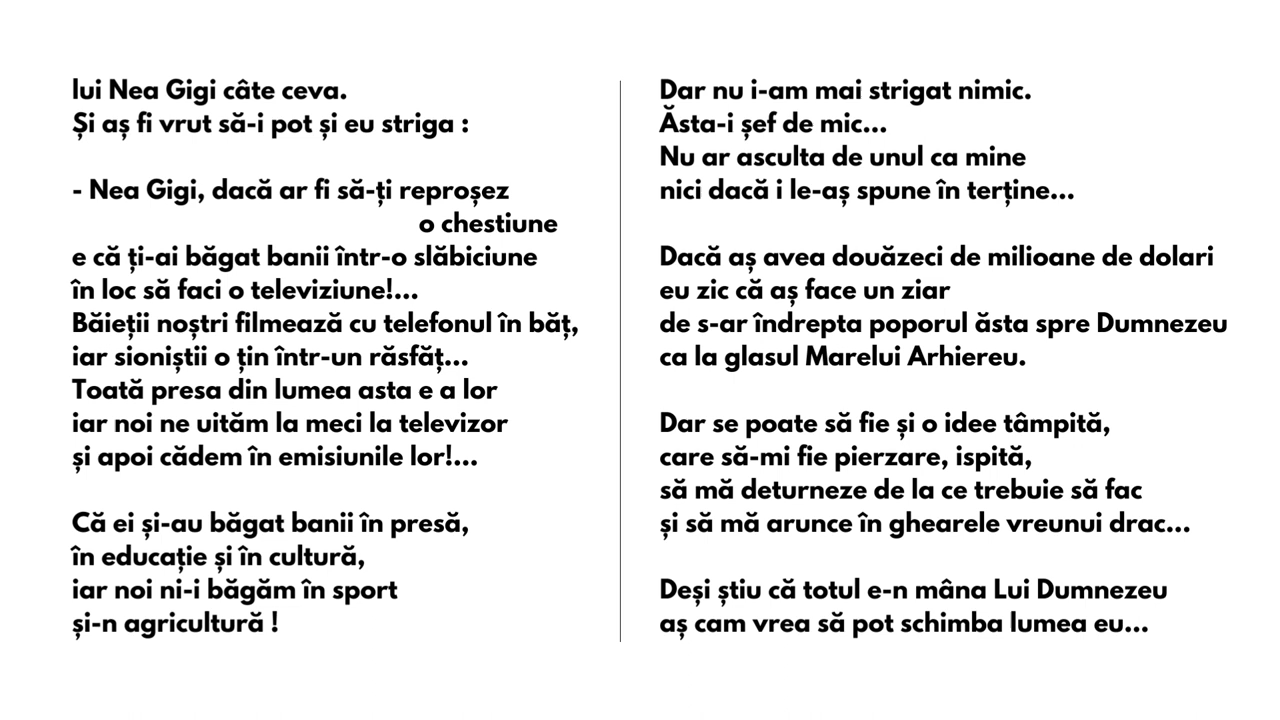 lui Nea Gigi câte ceva.
Și aș fi vrut să-i pot și eu striga :
- Nea Gigi, dacă ar fi să-ți reproșez
o chestiune
e că ți-ai băgat banii într-o slăbiciune
în loc să faci o televiziune!...
Băieții noștri filmează cu telefonul în băț,
iar sioniștii o țin într-un răsfăț...
Toată presa din lumea asta e a lor
iar noi ne uităm la meci la televizor
și apoi cădem în emisiunile lor!...
Că ei și-au băgat banii în presă,
în educație și în cultură,
iar noi ni-i băgăm în sport
și-n agricultură !
Dar nu i-am mai strigat nimic.
Ăsta-i șef de mic...
Nu ar asculta de unul ca mine
nici dacă i le-aș spune în terține...
Dacă aș avea douăzeci de milioane de dolari
eu zic că aș face un ziar
de s-ar îndrepta poporul ăsta spre Dumnezeu
ca la glasul Marelui Arhiereu.
Dar se poate să fie și o idee tâmpită,
care să-mi fie pierzare, ispită,
să mă deturneze de la ce trebuie să fac
și să mă arunce în ghearele vreunui drac...
Deși știu că totul e-n mâna Lui Dumnezeu
aș cam vrea să pot schimba lumea eu...